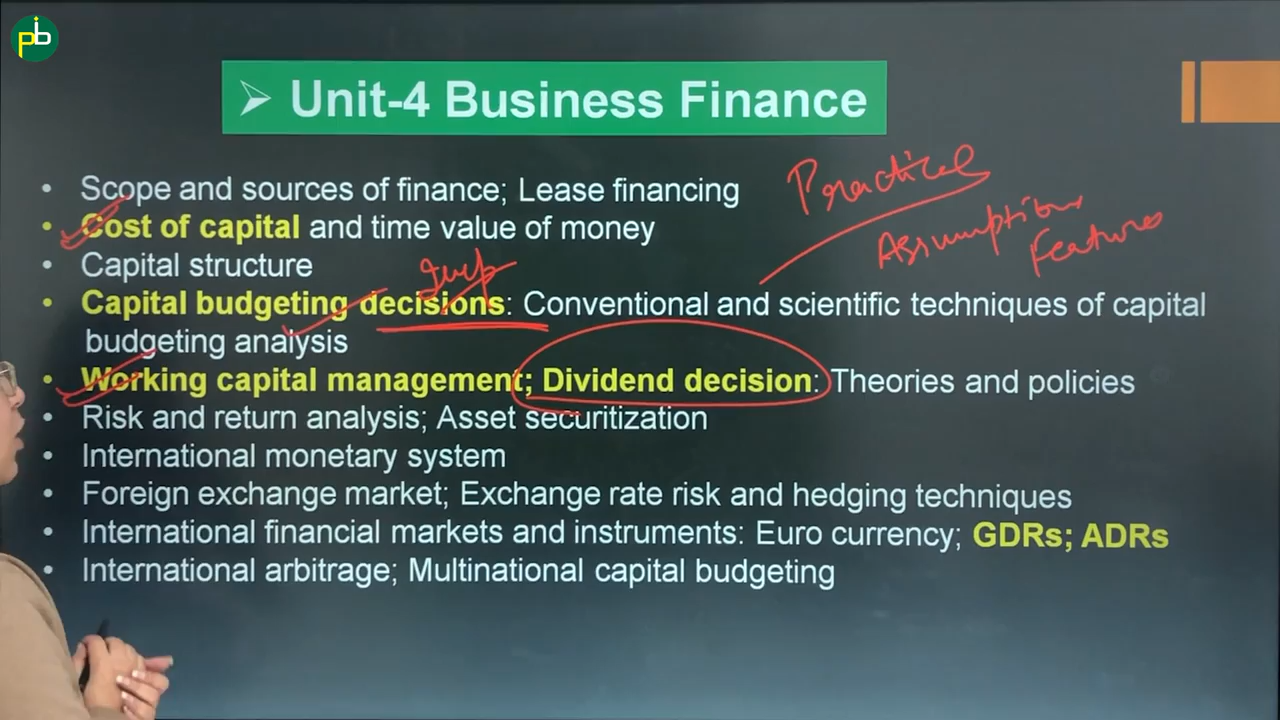 pib
Unit-4 Business Finance
• Scope and sources of finance; Lease financing
Practical
• Cost of capital and time value of money
Assumptions
Features
• Capital structure
Imp
• Capital budgeting decisions: Conventional and scientific techniques of capital
budgeting analysis
• Working capital management; Dividend decision: Theories and policies
• Risk and return analysis; Asset securitization
• International monetary system
• Foreign exchange market; Exchange rate risk and hedging techniques
• International financial markets and instruments: Euro currency; GDRs; ADRs
• International arbitrage; Multinational capital budgeting